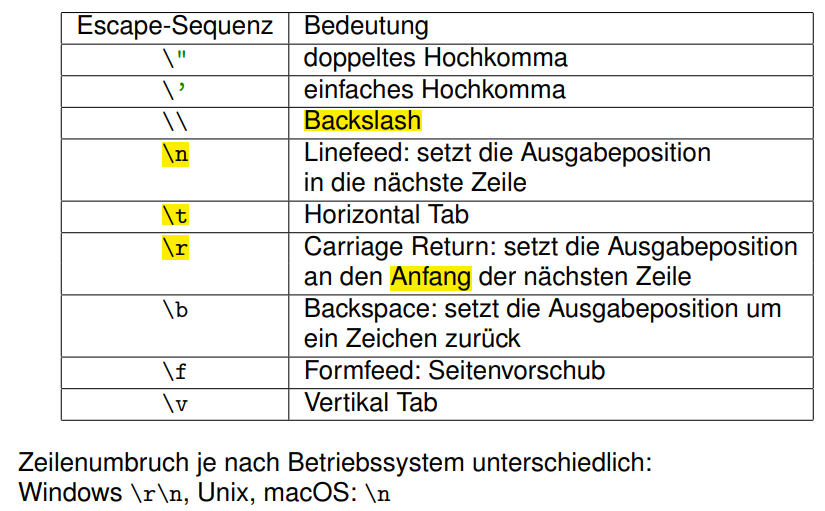 Escape-Sequenz Bedeutung
\" doppeltes Hochkomma
\’ einfaches Hochkomma
\\ Backslash
\n Linefeed: setzt die Ausgabeposition
in die nächste Zeile
\t Horizontal Tab
\r Carriage Return: setzt die Ausgabeposition
an den Anfang der nächsten Zeile
\b Backspace: setzt die Ausgabeposition um
ein Zeichen zurück
\f Formfeed: Seitenvorschub
\v Vertikal Tab
Zeilenumbruch je nach Betriebssystem unterschiedlich:
Windows \r\n, Unix, macOS: \n